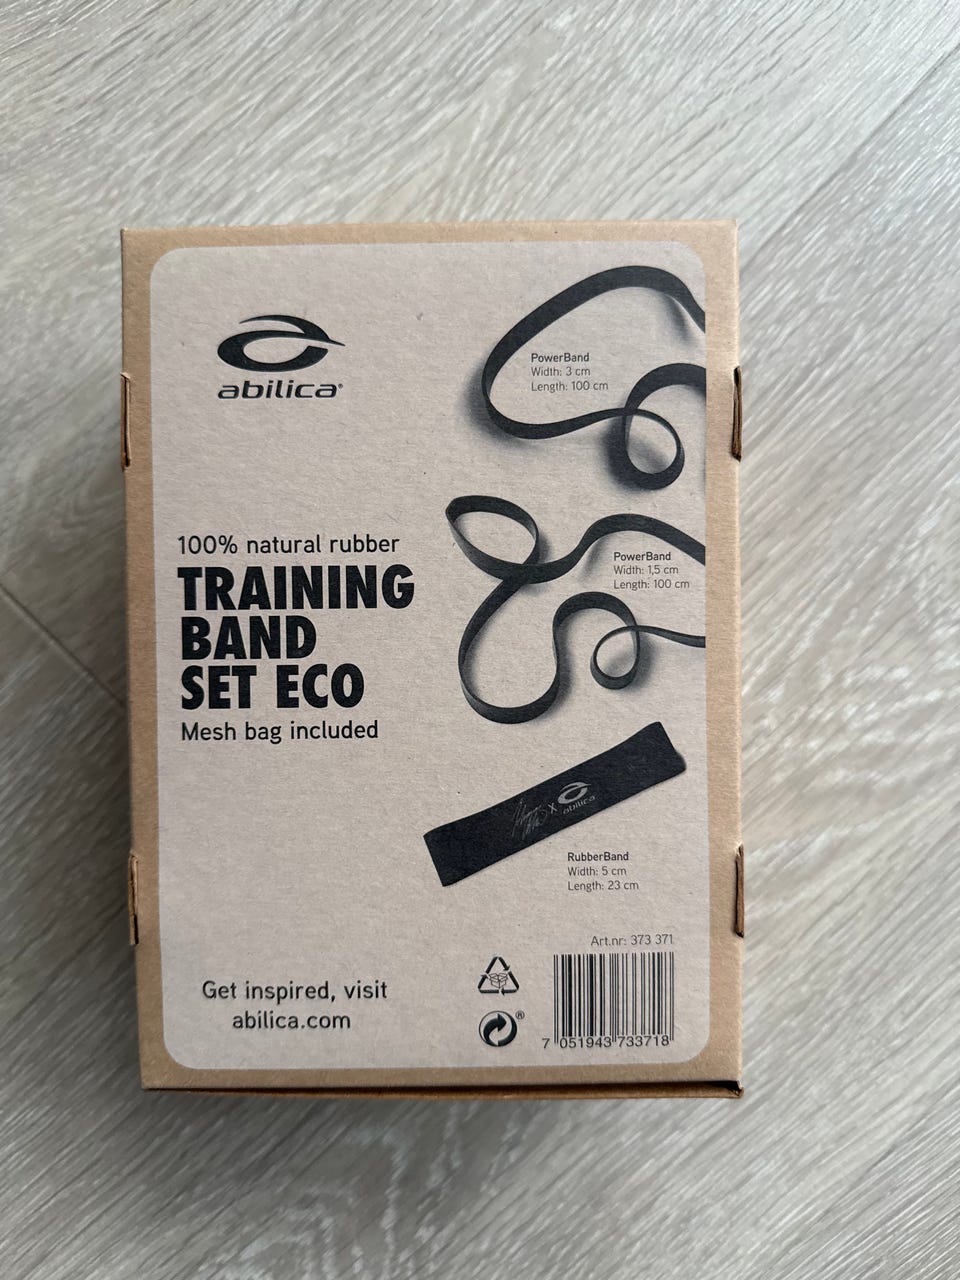 abilica®
PowerBand
Width: 3 cm
Length: 100 cm
100% natural rubber
TRAINING
BAND
SET ECO
Mesh bag included
PowerBand
Width: 1,5 cm
Length: 100 cm
X abilica
RubberBand
Width: 5 cm
Length: 23 cm
Get inspired, visit
abilica.com
Art.nr: 373 371
®
7 051943 733718